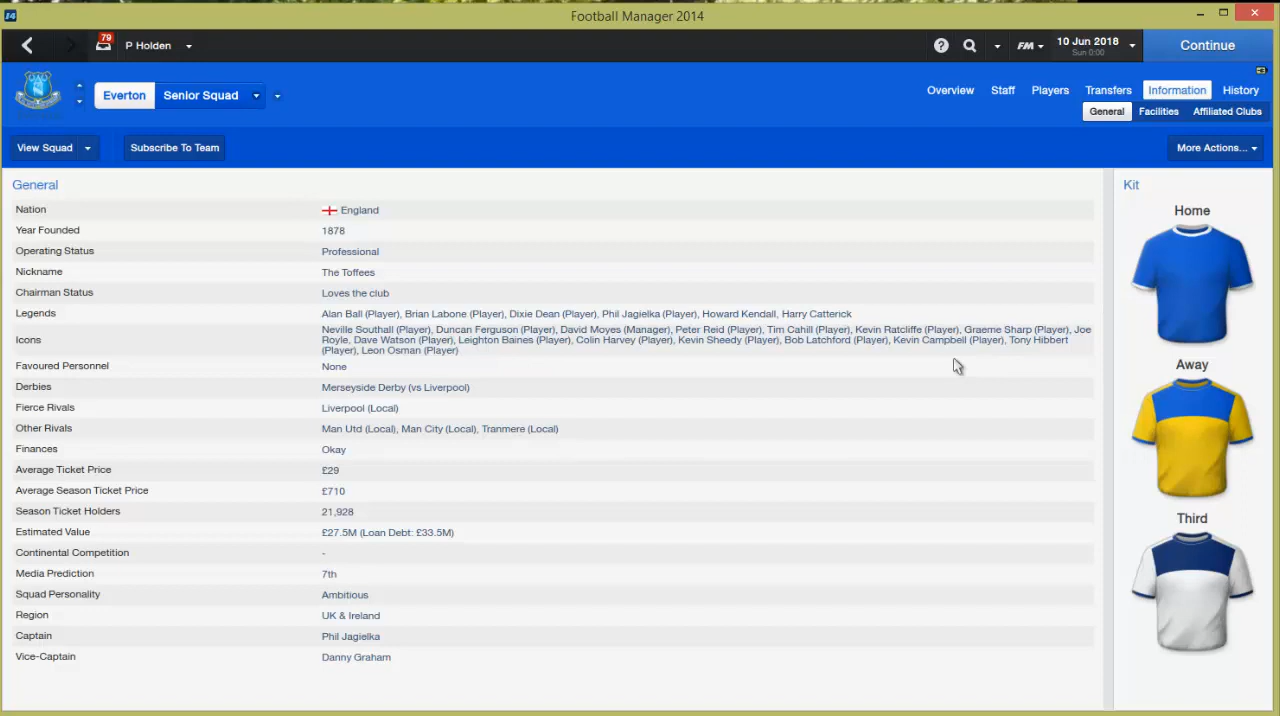 14 Football Manager 2014
79 P Holden FM 10 Jun 2018 Continue
Sun 0:00
Everton Senior Squad Overview Staff Players Transfers Information History
General Facilities Affiliated Clubs
View Squad Subscribe To Team More Actions...
General
Nation England
Year Founded 1878
Operating Status Professional
Nickname The Toffees
Chairman Status Loves the club
Legends Alan Ball (Player), Brian Labone (Player), Dixie Dean (Player), Phil Jagielka (Player), Howard Kendall, Harry Catterick
Icons Neville Southall (Player), Duncan Ferguson (Player), David Moyes (Manager), Peter Reid (Player), Tim Cahill (Player), Kevin Ratcliffe (Player), Graeme Sharp (Player), Joe
Royle, Dave Watson (Player), Leighton Baines (Player), Colin Harvey (Player), Kevin Sheedy (Player), Bob Latchford (Player), Kevin Campbell (Player), Tony Hibbert
(Player), Leon Osman (Player)
Favoured Personnel None
Derbies Merseyside Derby (vs Liverpool)
Fierce Rivals Liverpool (Local)
Other Rivals Man Utd (Local), Man City (Local), Tranmere (Local)
Finances Okay
Average Ticket Price £29
Average Season Ticket Price £710
Season Ticket Holders 21,928
Estimated Value £27.5M (Loan Debt: £33.5M)
Continental Competition -
Media Prediction 7th
Squad Personality Ambitious
Region UK & Ireland
Captain Phil Jagielka
Vice-Captain Danny Graham
Kit
Home
Away
Third